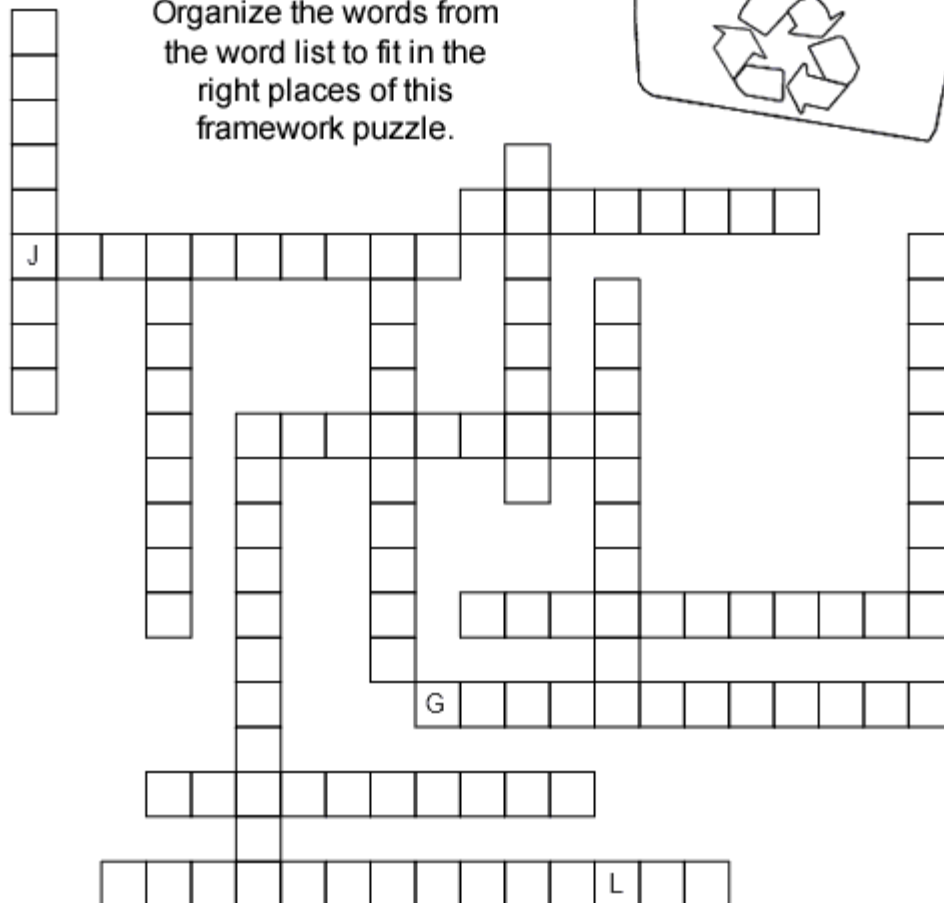 Organize the words from
the word list to fit in the
right places of this
framework puzzle.
J
G
L